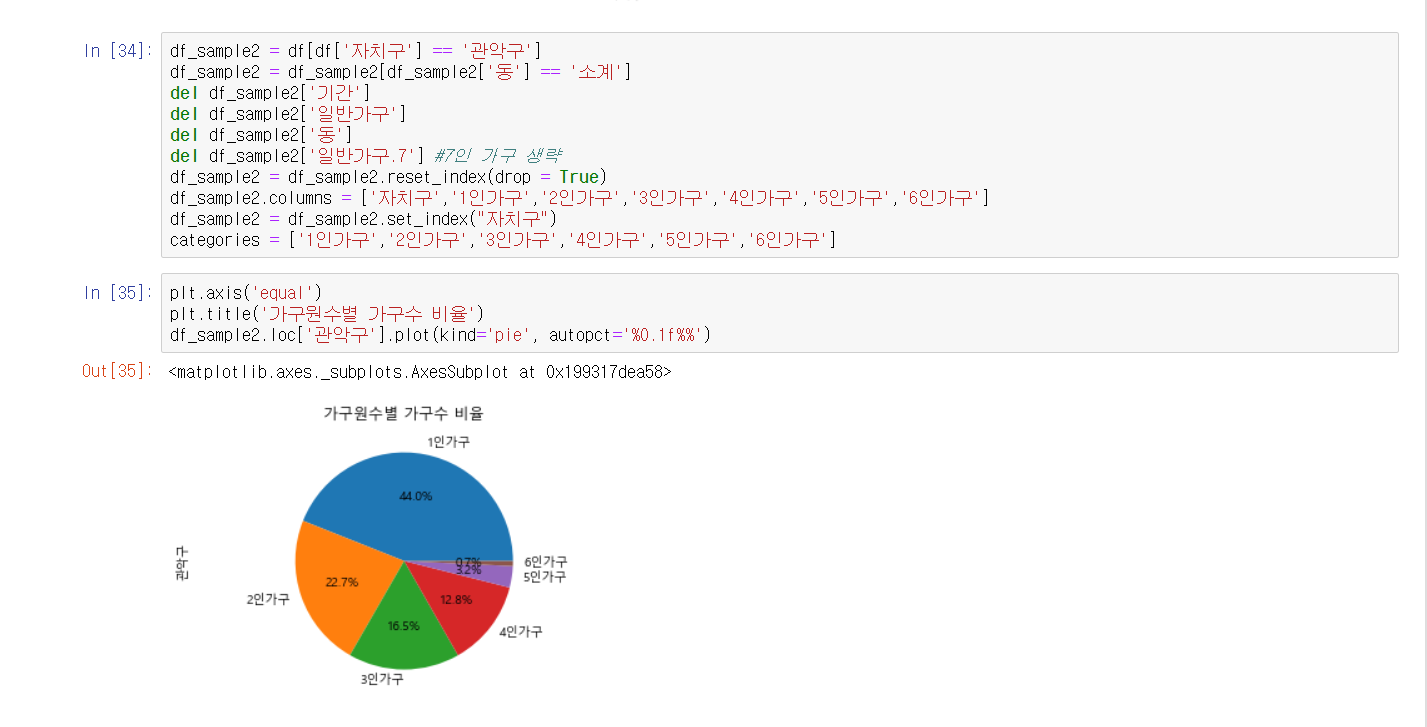 In [34]:
df_sample2 = df[df['자치구'] == '관악구']
df_sample2 = df_sample2[df_sample2['동'] == '소계']
del df_sample2['기간']
del df_sample2['일반가구']
del df_sample2['동']
del df_sample2['일반가구.7'] #7인 가구 생략
df_sample2 = df_sample2.reset_index(drop = True)
df_sample2.columns = ['자치구','1인가구','2인가구','3인가구','4인가구','5인가구','6인가구']
df_sample2 = df_sample2.set_index("자치구")
categories = ['1인가구','2인가구','3인가구','4인가구','5인가구','6인가구']
In [35]:
plt.axis('equal')
plt.title('가구원수별 가구수 비율')
df_sample2.loc['관악구'].plot(kind='pie', autopct='%0.1f%%')
Out[35]: <matplotlib.axes._subplots.AxesSubplot at 0x199317dea58>
가구원수별 가구수 비율
1인가구
44.0%
관악구
0.7%
6인가구
3.2%
5인가구
22.7%
2인가구
12.8%
4인가구
16.5%
3인가구